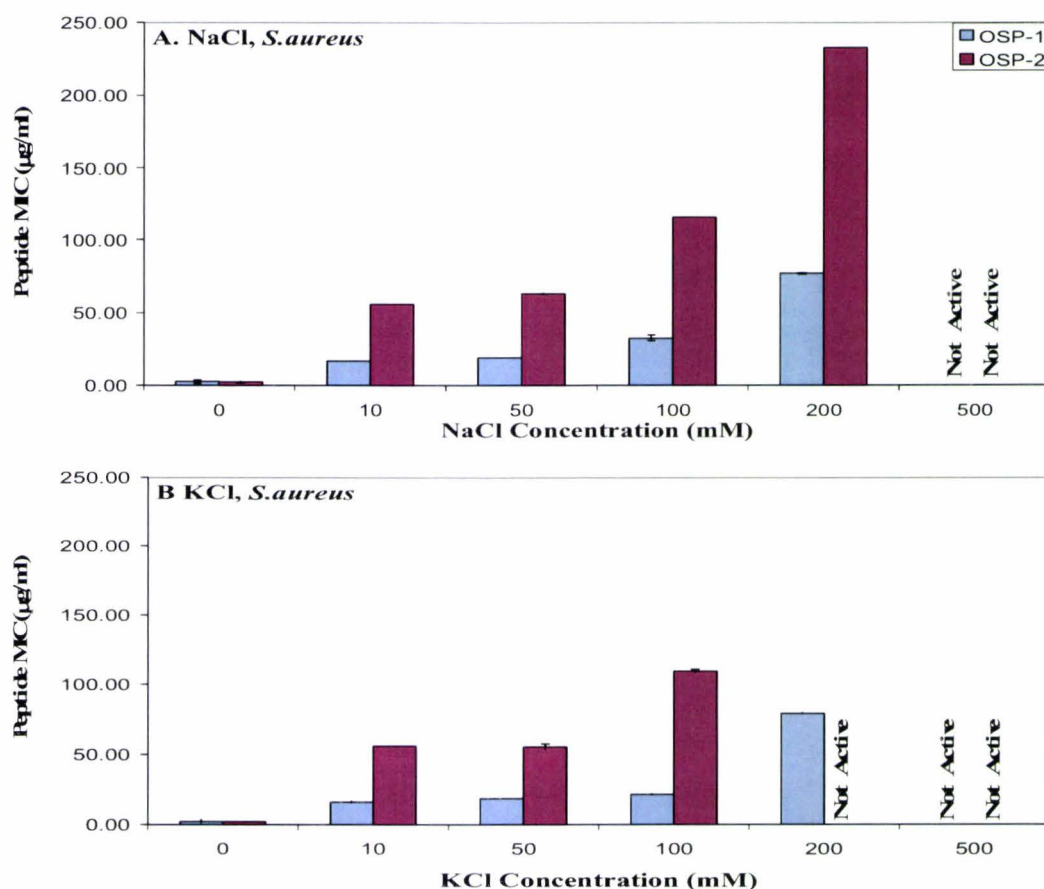 250.00
A. NaCl, S.aureus
OSP-1
OSP-2
200.00
150.00
100.00
50.00
0.00
Peptide MIC (µg/ml)
Not Active
Not Active
0 10 50 100 200 500
NaCl Concentration (mM)
250.00
B KCl, S.aureus
200.00
150.00
100.00
50.00
0.00
Peptide MIC (µg/ml)
Not Active
Not Active
Not Active
0 10 50 100 200 500
KCl Concentration (mM)